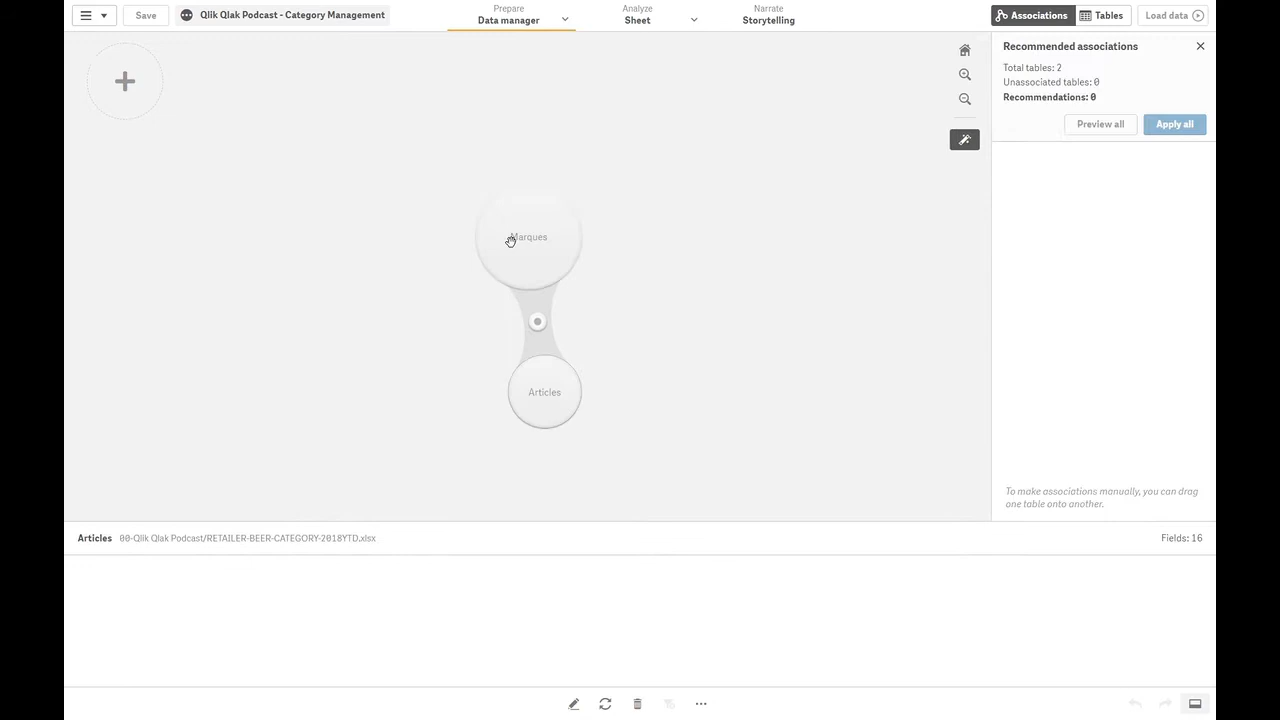 Save
Qlik Qlak Podcast - Category Management
Prepare
Data manager
Analyze
Sheet
Narrate
Storytelling
Associations
Tables
Load data
Recommended associations
Total tables: 2
Unassociated tables: 0
Recommendations: 0
Preview all
Apply all
Marques
Articles
To make associations manually, you can drag
one table onto another.
Articles 00-Qlik Qlak Podcast/RETAILER-BEER-CATEGORY-2018YTD.xlsx
Fields: 16